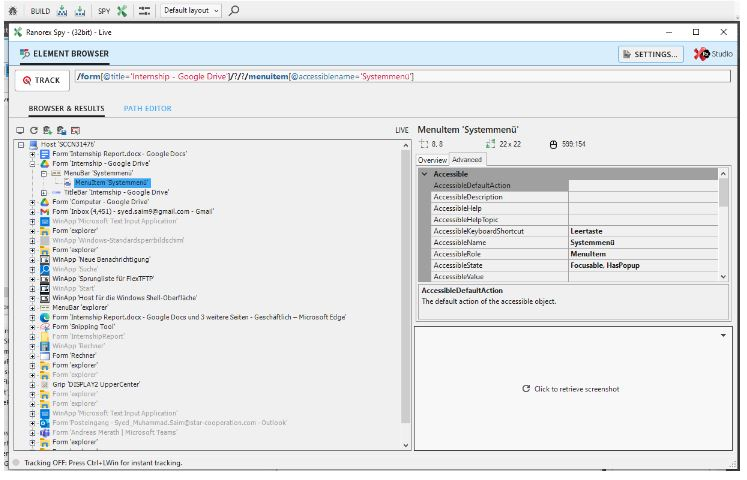 BUILD SPY Default layout
Ranorex Spy - (32bit) - Live
ELEMENT BROWSER SETTINGS... Rx Studio
TRACK /form[@title='Internship - Google Drive']/?/?/menuitem[@accessiblename='Systemmenü']
BROWSER & RESULTS PATH EDITOR
LIVE
Host 'SCCN31476'
Form 'Internship Report.docx - Google Docs'
Form 'Internship - Google Drive'
MenuBar 'Systemmenü'
MenuItem 'Systemmenü'
TitleBar 'Internship - Google Drive'
Form 'Computer - Google Drive'
Form 'Inbox (4,451) - syed.saim9@gmail.com - Gmail'
WinApp 'Microsoft Text Input Application'
Form 'explorer'
WinApp 'Windows-Standardsperrbildschirm'
WinApp 'Neue Benachrichtigung'
WinApp 'Suche'
WinApp 'Sprungliste für FlexTFTP'
WinApp 'Start'
WinApp 'Host für die Windows Shell-Oberfläche'
MenuBar 'explorer'
Form 'Internship Report.docx - Google Docs und 3 weitere Seiten - Geschäftlich – Microsoft Edge'
Form 'Snipping Tool'
Form 'InternshipReport'
WinApp 'Rechner'
Form 'Rechner'
Form 'explorer'
Form 'explorer'
Grip 'DISPLAY2 UpperCenter'
Form 'explorer'
Form 'explorer'
WinApp 'Microsoft Text Input Application'
Form 'Posteingang - Syed_Muhammad.Saim@star-cooperation.com - Outlook'
Form 'Andreas Merath | Microsoft Teams'
Form 'explorer'
MenuItem 'Systemmenü'
8, 8 22 x 22 599:154
Overview Advanced
Accessible
AccessibleDefaultAction
AccessibleDescription
AccessibleHelp
AccessibleHelpTopic
AccessibleKeyboardShortcut Leertaste
AccessibleName Systemmenü
AccessibleRole MenuItem
AccessibleState Focusable, HasPopup
AccessibleValue
AccessibleDefaultAction
The default action of the accessible object.
Click to retrieve screenshot
Tracking OFF: Press Ctrl+LWin for instant tracking.